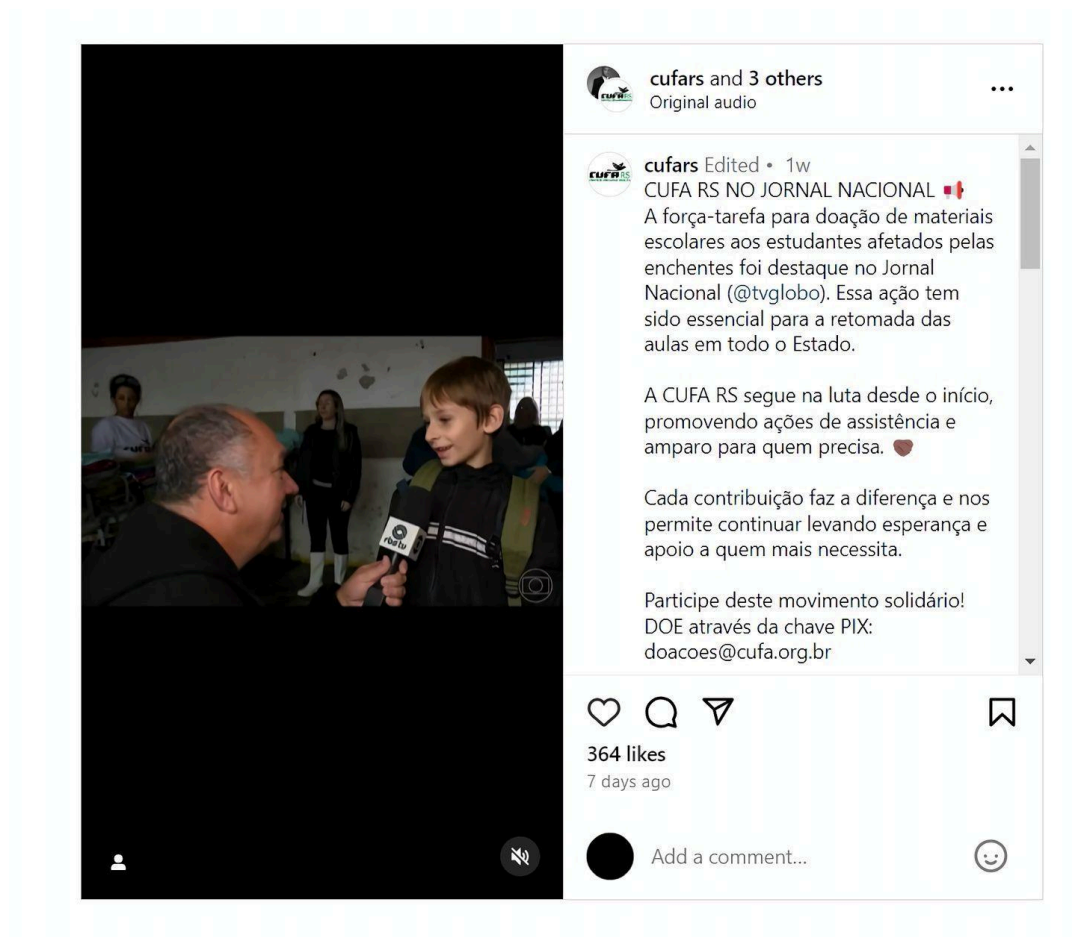 cufars and 3 others
Original audio
cufars Edited • 1w
CUFA RS NO JORNAL NACIONAL 📢
A força-tarefa para doação de materiais
escolares aos estudantes afetados pelas
enchentes foi destaque no Jornal
Nacional (@tvglobo). Essa ação tem
sido essencial para a retomada das
aulas em todo o Estado.
A CUFA RS segue na luta desde o início,
promovendo ações de assistência e
amparo para quem precisa. 🤎
Cada contribuição faz a diferença e nos
permite continuar levando esperança e
apoio a quem mais necessita.
Participe deste movimento solidário!
DOE através da chave PIX:
doacoes@cufa.org.br
rbs tv
364 likes
7 days ago
Add a comment...